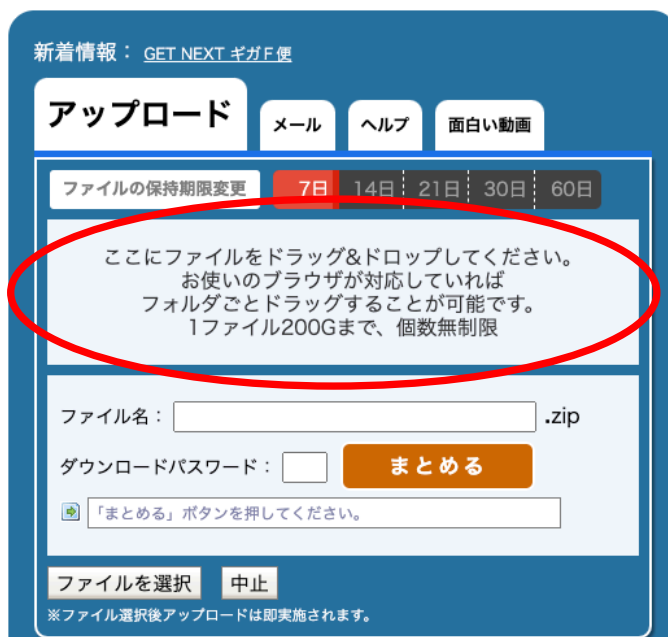 新着情報： GET NEXT ギガF便
アップロード メール ヘルプ 面白い動画
ファイルの保持期限変更 7日 14日 21日 30日 60日
ここにファイルをドラッグ&ドロップしてください。
お使いのブラウザが対応していれば
フォルダごとドラッグすることが可能です。
1ファイル200Gまで、個数無制限
ファイル名： .zip
ダウンロードパスワード： まとめる
「まとめる」ボタンを押してください。
ファイルを選択 中止
※ファイル選択後アップロードは即実施されます。